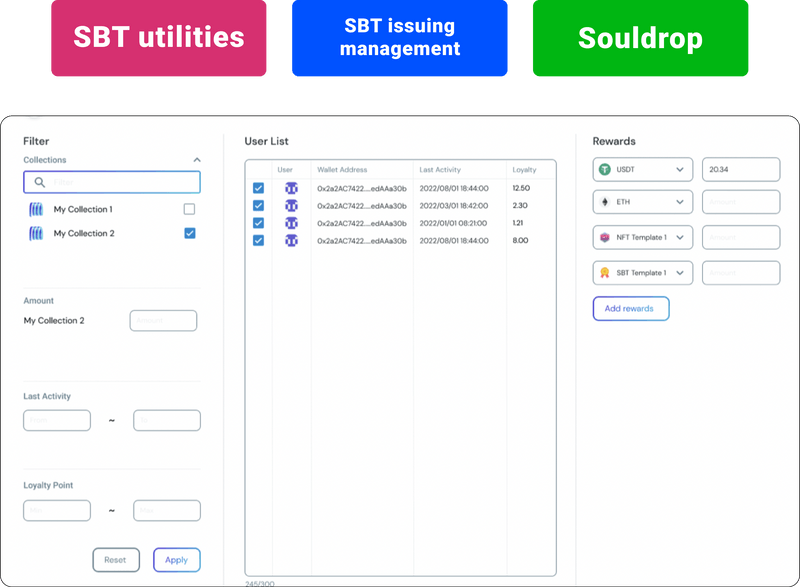 SBT utilities
SBT issuing
management
Souldrop
Filter
Collections
My Collection 1
My Collection 2
Amount
My Collection 2
Last Activity
~
Loyalty Point
~
Reset
Apply
User List
User Wallet Address Last Activity Loyalty
0x2a2AC7422....edAAa30b 2022/08/01 18:44:00 12.50
0x2a2AC7422....edAAa30b 2022/03/01 18:42:00 2.30
0x2a2AC7422....edAAa30b 2022/01/01 08:21:00 1.21
0x2a2AC7422....edAAa30b 2022/08/01 18:44:00 8.00
245/300
Rewards
USDT 20.34
ETH
NFT Template 1
SBT Template 1
Add rewards